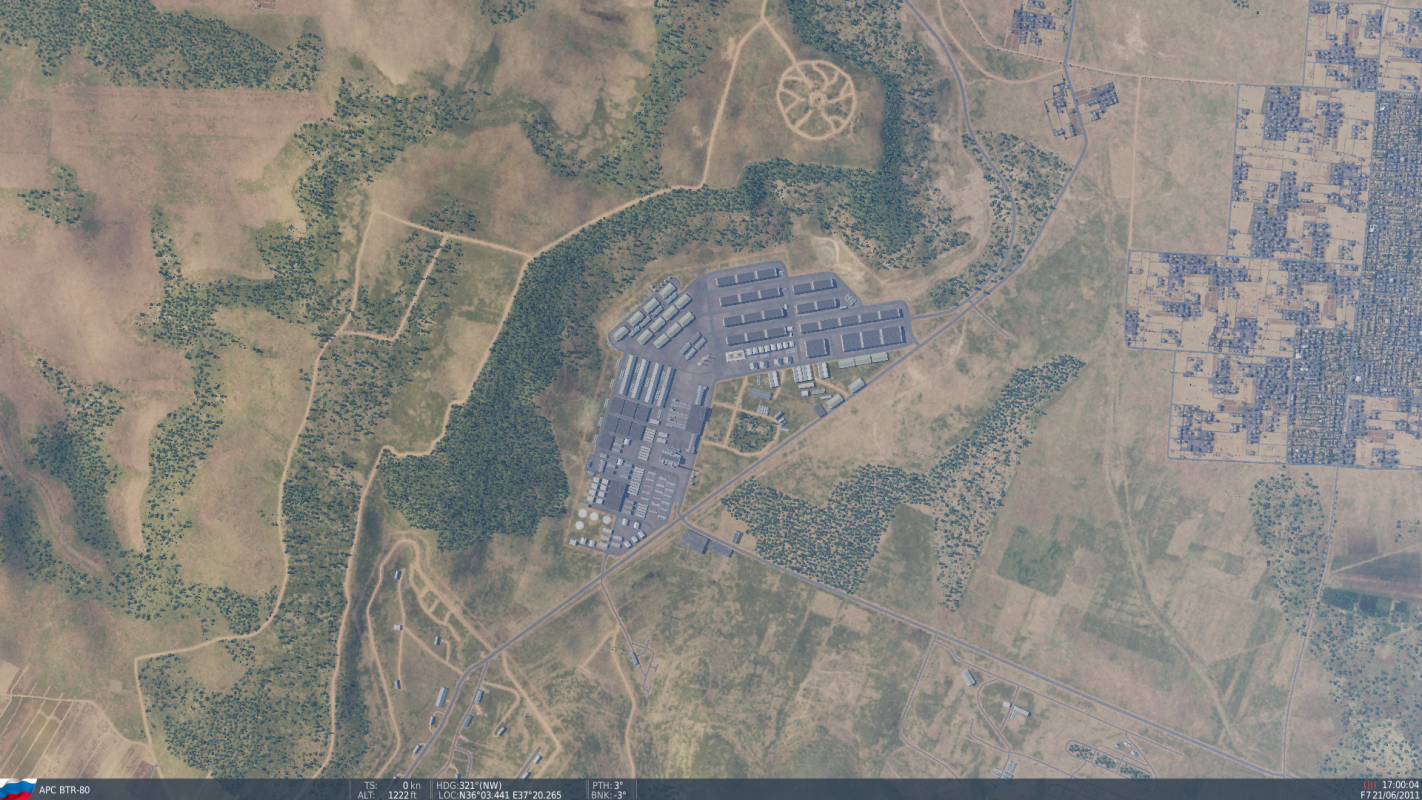 APC BTR-80
TS: 0 kn HDG:321°(NW) PTH: 3°
ALT: 1222 ft LOC:N36°03.441 E37°20.265 BNK: -3°
17:00:04
F7 21/06/2011